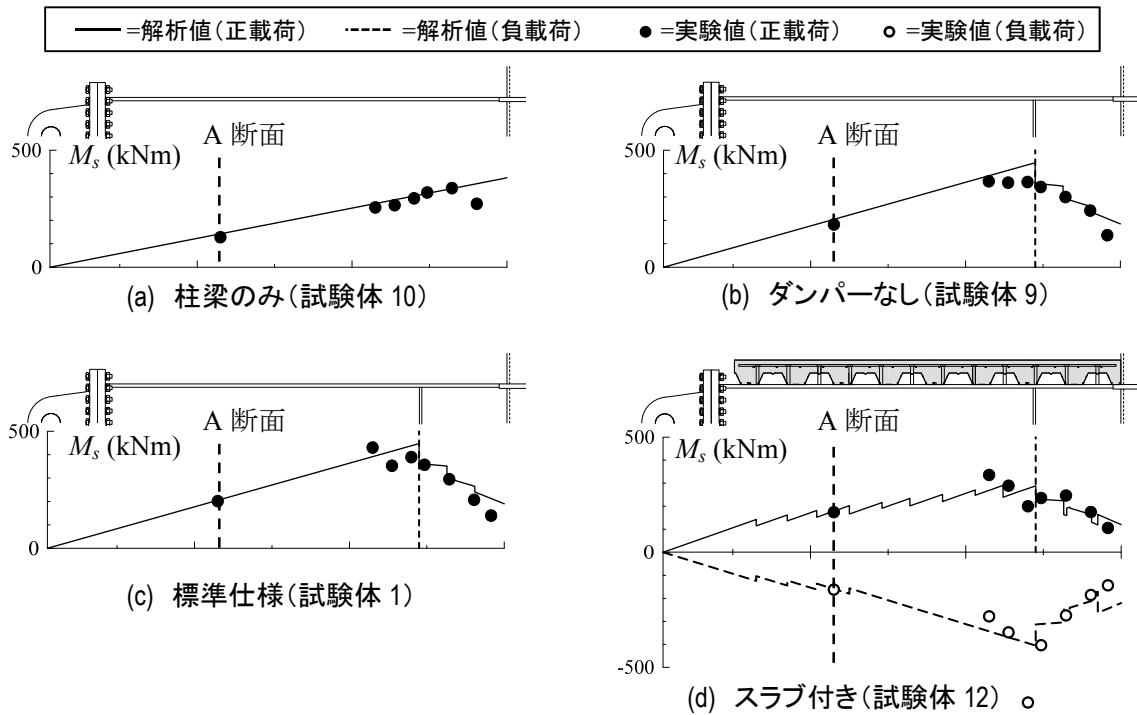 =解析値(正載荷) =解析値(負載荷) ●=実験値(正載荷) ○=実験値(負載荷)
A 断面
500
Ms (kNm)
0
(a) 柱梁のみ(試験体 10)
A 断面
500
Ms (kNm)
0
(b) ダンパーなし(試験体 9)
A 断面
500
Ms (kNm)
0
(c) 標準仕様(試験体 1)
A 断面
500
Ms (kNm)
0
-500
(d) スラブ付き(試験体 12)